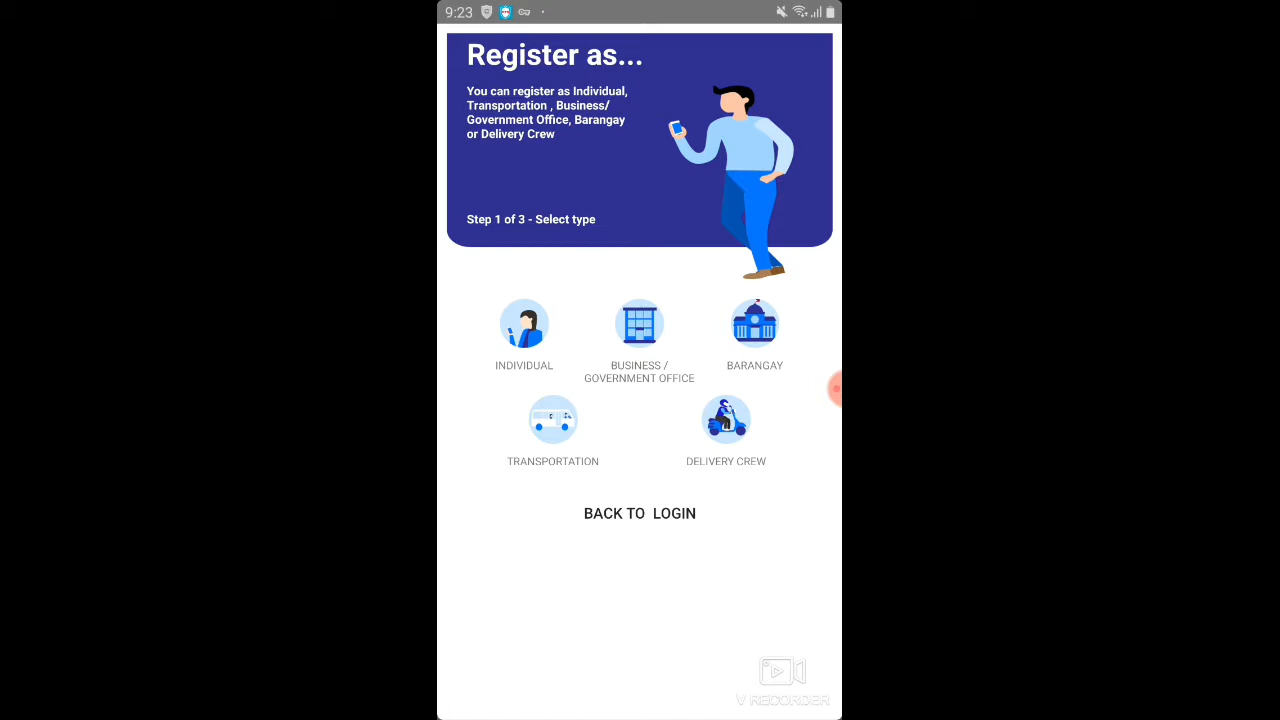 9:23
Register as...
You can register as Individual,
Transportation , Business/
Government Office, Barangay
or Delivery Crew
Step 1 of 3 - Select type
INDIVIDUAL
BUSINESS /
GOVERNMENT OFFICE
BARANGAY
TRANSPORTATION
DELIVERY CREW
BACK TO LOGIN
V RECORDER